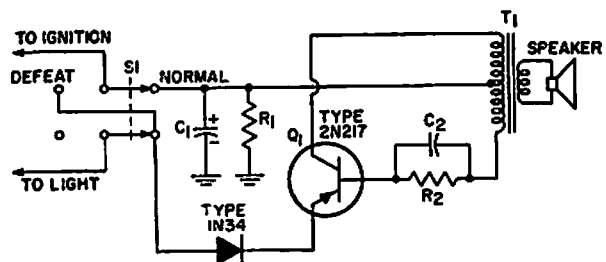 T1
TO IGNITION
SPEAKER
DEFEAT
S1
NORMAL
C1
+
-
R1
TYPE
2N217
Q1
C2
R2
TO LIGHT
TYPE
1N34